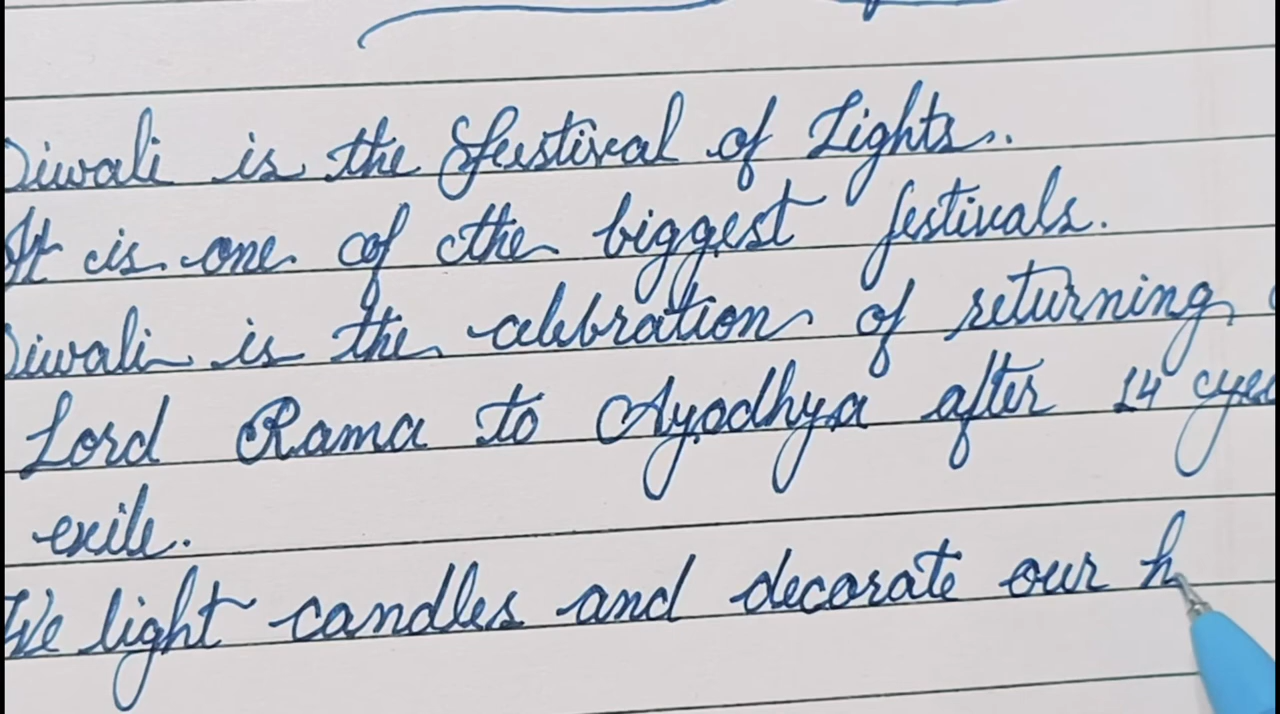 Diwali is the festival of Lights.
It is one of the biggest festivals.
Diwali is the celebration of returning
Lord Rama to Ayodhya after 14
exile.
We light candles and decorate our h